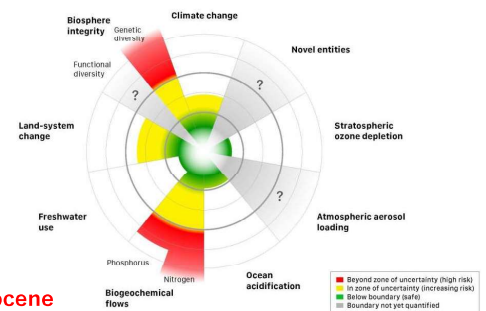 Climate change
Biosphere
integrity
Genetic
diversity
Novel entities
Functional
diversity
?
?
Land-system
change
Stratospheric
ozone depletion
?
Freshwater
use
Atmospheric aerosol
loading
Phosphorus
Nitrogen
Ocean
acidification
Biogeochemical
flows
ocene
Beyond zone of uncertainty (high risk)
In zone of uncertainty (increasing risk)
Below boundary (safe)
Boundary not yet quantified